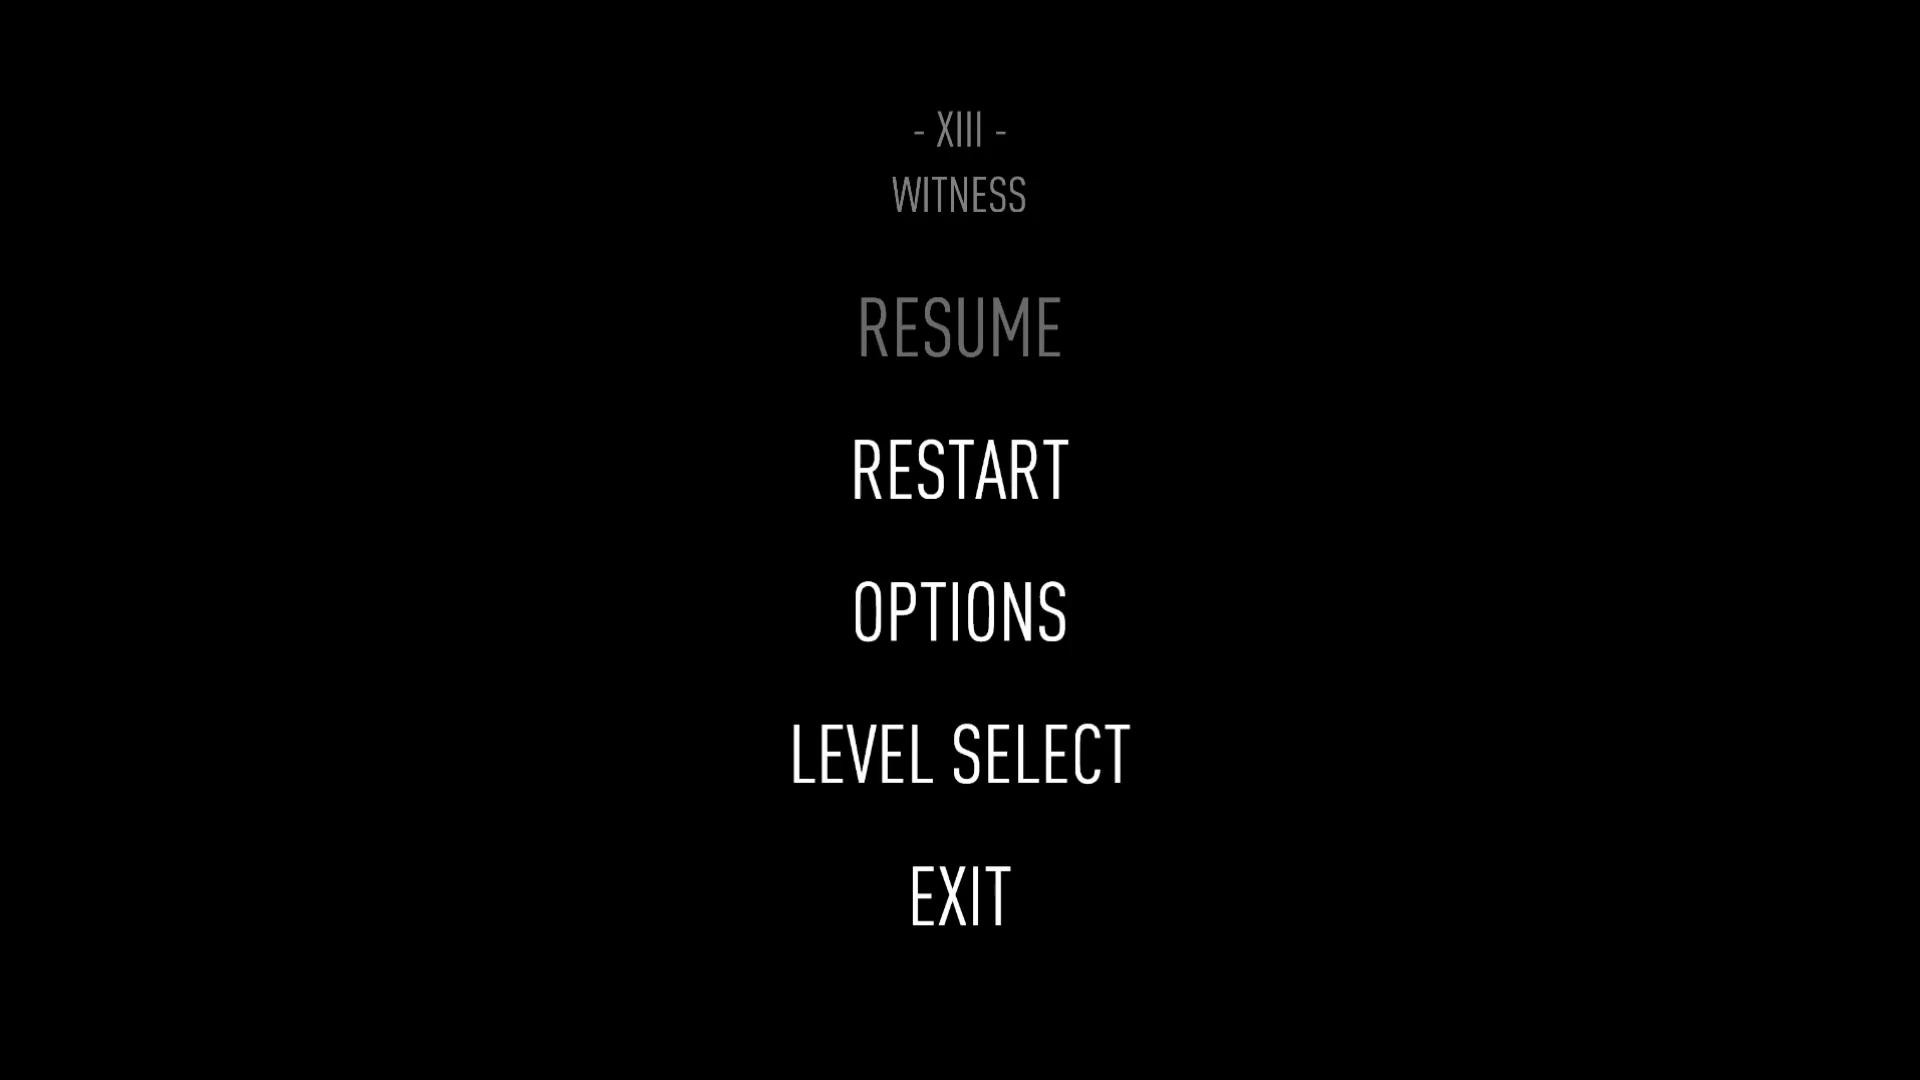 - XIII -
WITNESS
RESUME
RESTART
OPTIONS
LEVEL SELECT
EXIT